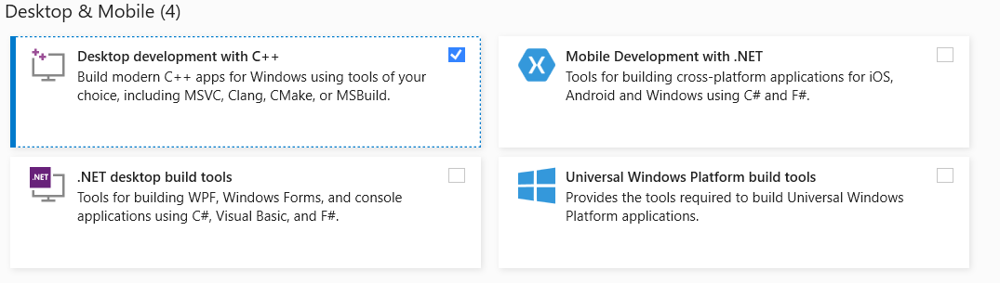 Desktop & Mobile (4)
Desktop development with C++
Build modern C++ apps for Windows using tools of your
choice, including MSVC, Clang, CMake, or MSBuild.
Mobile Development with .NET
Tools for building cross-platform applications for iOS,
Android and Windows using C# and F#.
.NET
.NET desktop build tools
Tools for building WPF, Windows Forms, and console
applications using C#, Visual Basic, and F#.
Universal Windows Platform build tools
Provides the tools required to build Universal Windows
Platform applications.